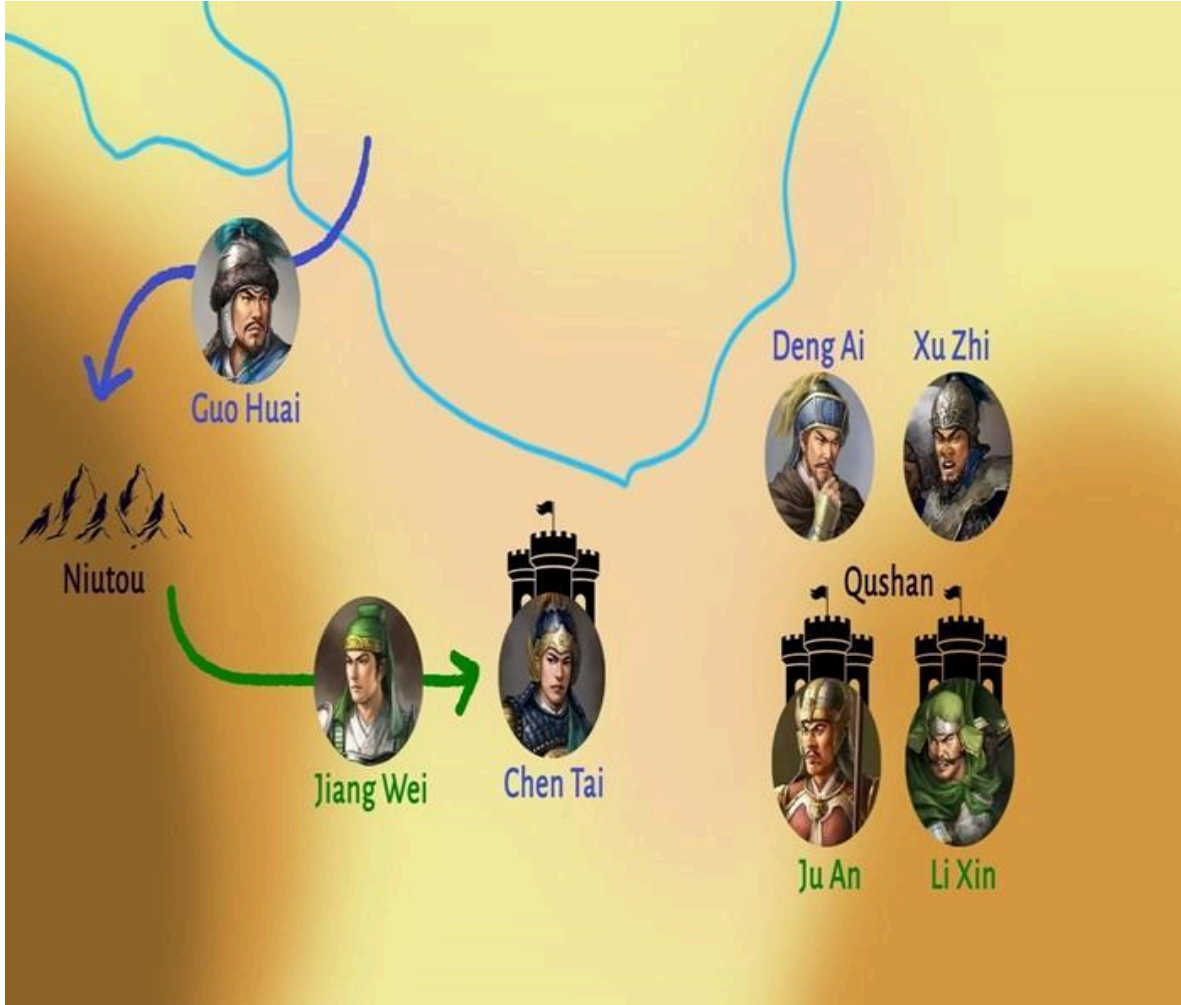 Deng Ai
Xu Zhi
Guo Huai
Niutou
Qushan
Jiang Wei
Chen Tai
Ju An
Li Xin